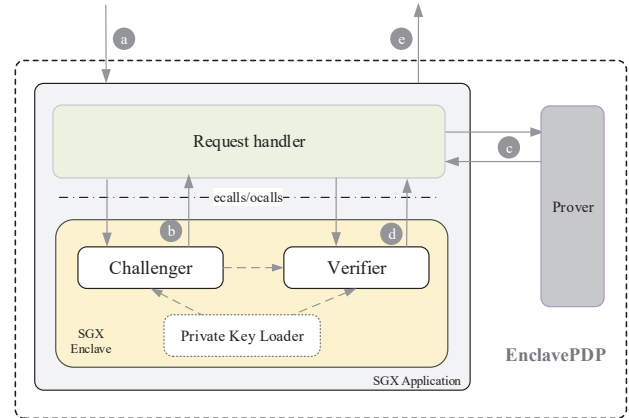 a
e
Request handler
c
ecalls/ocalls
Prover
b
d
Challenger
Verifier
SGX
Enclave
Private Key Loader
EnclavePDP
SGX Application